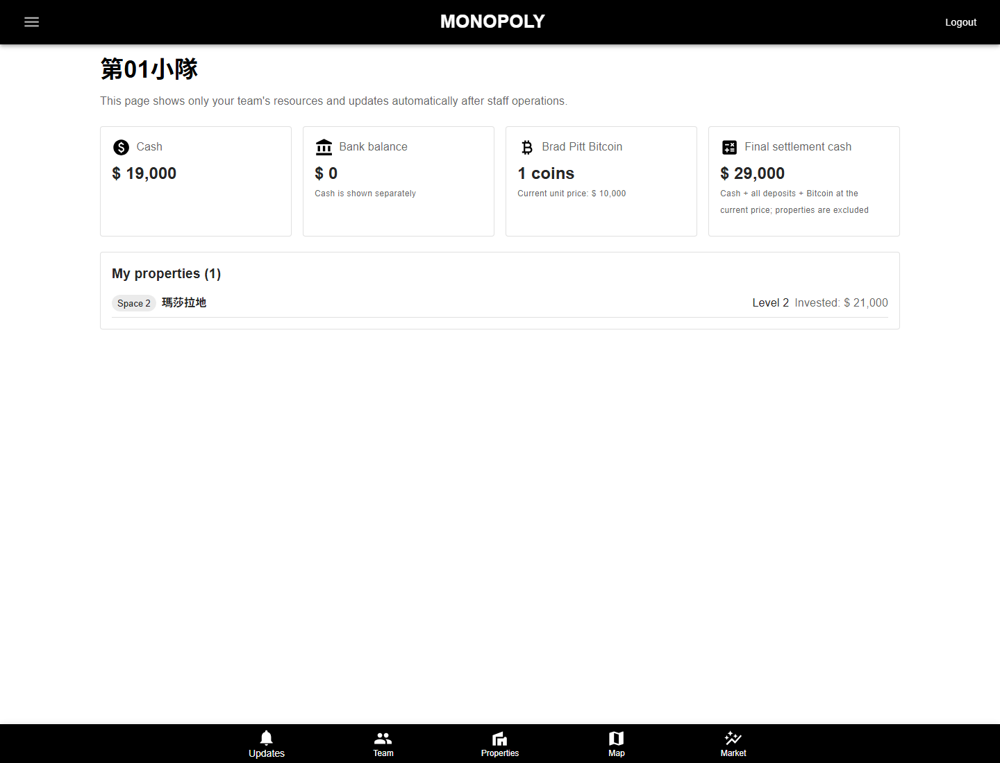 MONOPOLY
Logout
第01小隊
This page shows only your team's resources and updates automatically after staff operations.
Cash
$ 19,000
Bank balance
$ 0
Cash is shown separately
Brad Pitt Bitcoin
1 coins
Current unit price: $ 10,000
Final settlement cash
$ 29,000
Cash + all deposits + Bitcoin at the
current price; properties are excluded
My properties (1)
Space 2 瑪莎拉地 Level 2 Invested: $ 21,000
Updates
Team
Properties
Map
Market